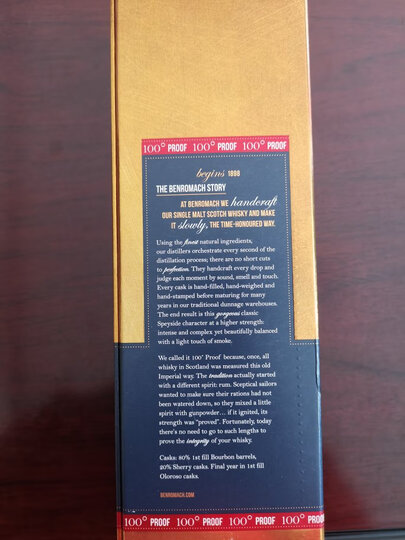 100° PROOF 100° PROOF 100° PROOF
begins 1898
THE BENROMACH STORY
AT BENROMACH WE handcraft
OUR SINGLE MALT SCOTCH WHISKY AND MAKE
IT slowly, THE TIME-HONOURED WAY.
Using the finest natural ingredients,
our distillers orchestrate every second of the
distillation process; there are no short cuts
to perfection. They handcraft every drop and
judge each moment by sound, smell and touch.
Every cask is hand-filled, hand-weighed and
hand-stamped before maturing for many
years in our traditional dunnage warehouses.
The end result is this gorgeous classic
Speyside character at a higher strength:
intense and complex yet beautifully balanced
with a light touch of smoke.
We called it 100° Proof because, once, all
whisky in Scotland was measured this old
Imperial way. The tradition actually started
with a different spirit: rum. Sceptical sailors
wanted to make sure their rations had not
been watered down, so they mixed a little
spirit with gunpowder... if it ignited, its
strength was "proved". Fortunately, today
there's no need to go to such lengths to
prove the integrity of your whisky.
Casks: 80% 1st fill Bourbon barrels,
20% Sherry casks. Final year in 1st fill
Oloroso casks.
BENROMACH.COM
100° PROOF 100° PROOF 100° PROOF 100° PROOF